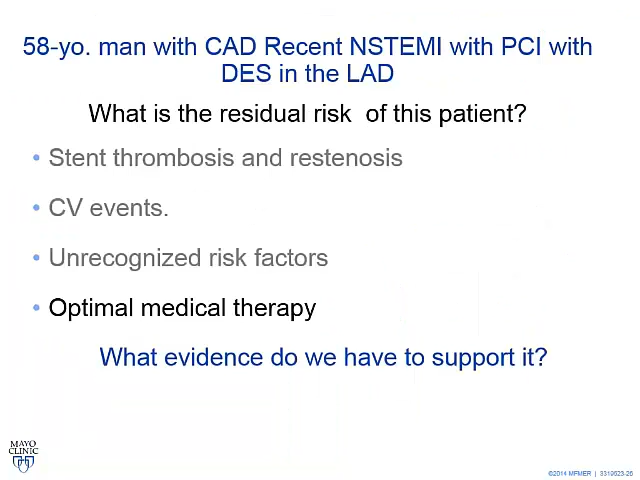 58-yo. man with CAD Recent NSTEMI with PCI with
DES in the LAD
What is the residual risk of this patient?
• Stent thrombosis and restenosis
• CV events.
• Unrecognized risk factors
• Optimal medical therapy
What evidence do we have to support it?
MAYO
CLINIC
©2014 MFMER | 3319523-26